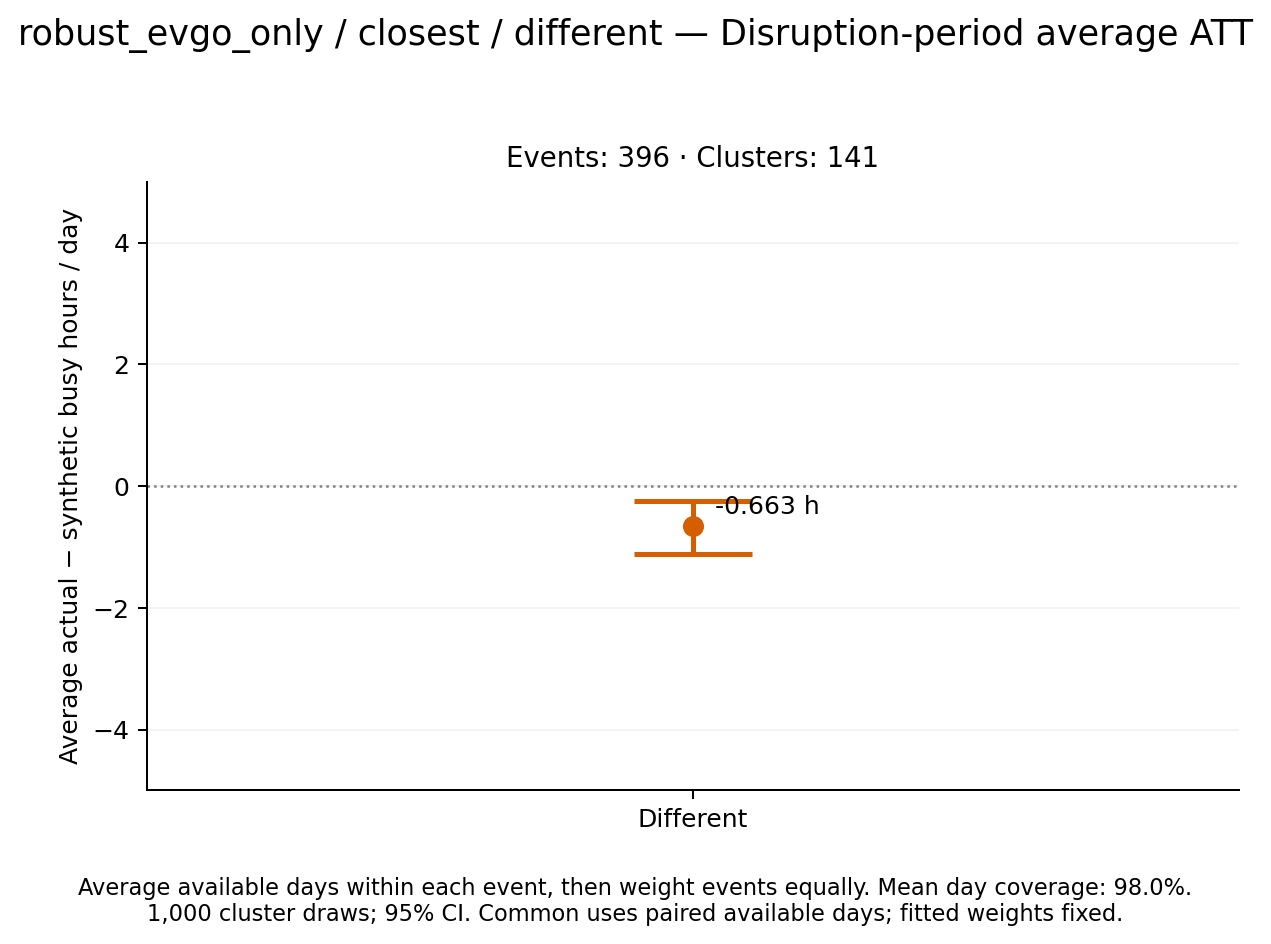 robust_evgo_only / closest / different — Disruption-period average ATT
Events: 396 · Clusters: 141
Average actual − synthetic busy hours / day
4
2
0
−2
−4
-0.663 h
Different
Average available days within each event, then weight events equally. Mean day coverage: 98.0%.
1,000 cluster draws; 95% CI. Common uses paired available days; fitted weights fixed.